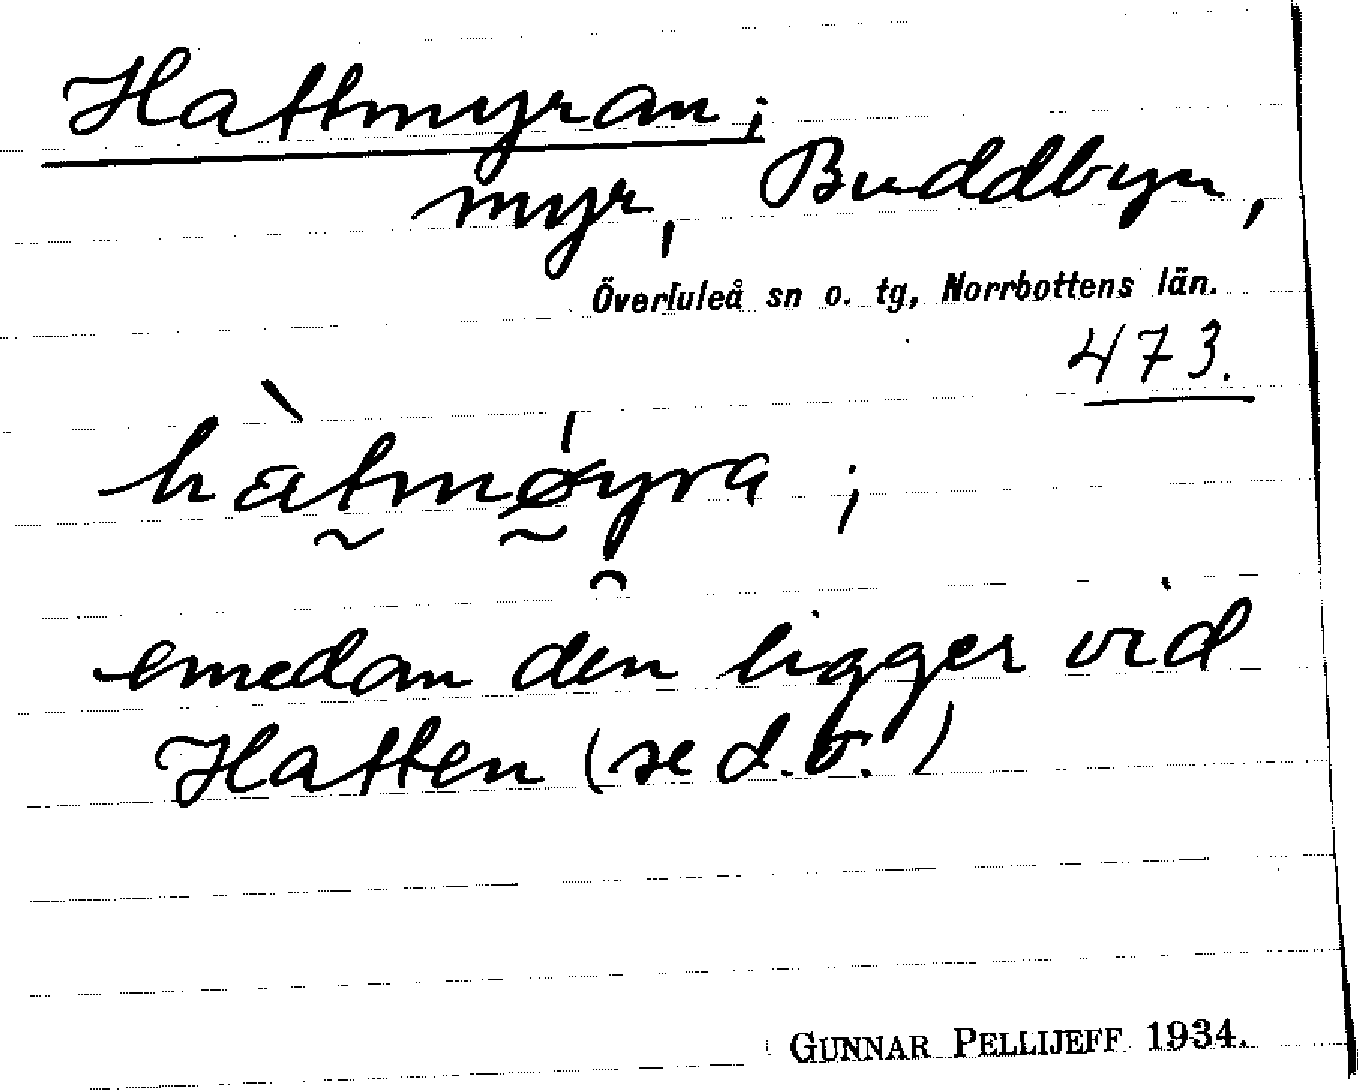 Hattmyran;
myr, Buddbyn,
Överluleå sn o. tg, Norrbottens län.
473.
hàtmøyra ;
emedan den ligger vid
Hatten (se d.o.)
GUNNAR PELLIJEFF 1934.